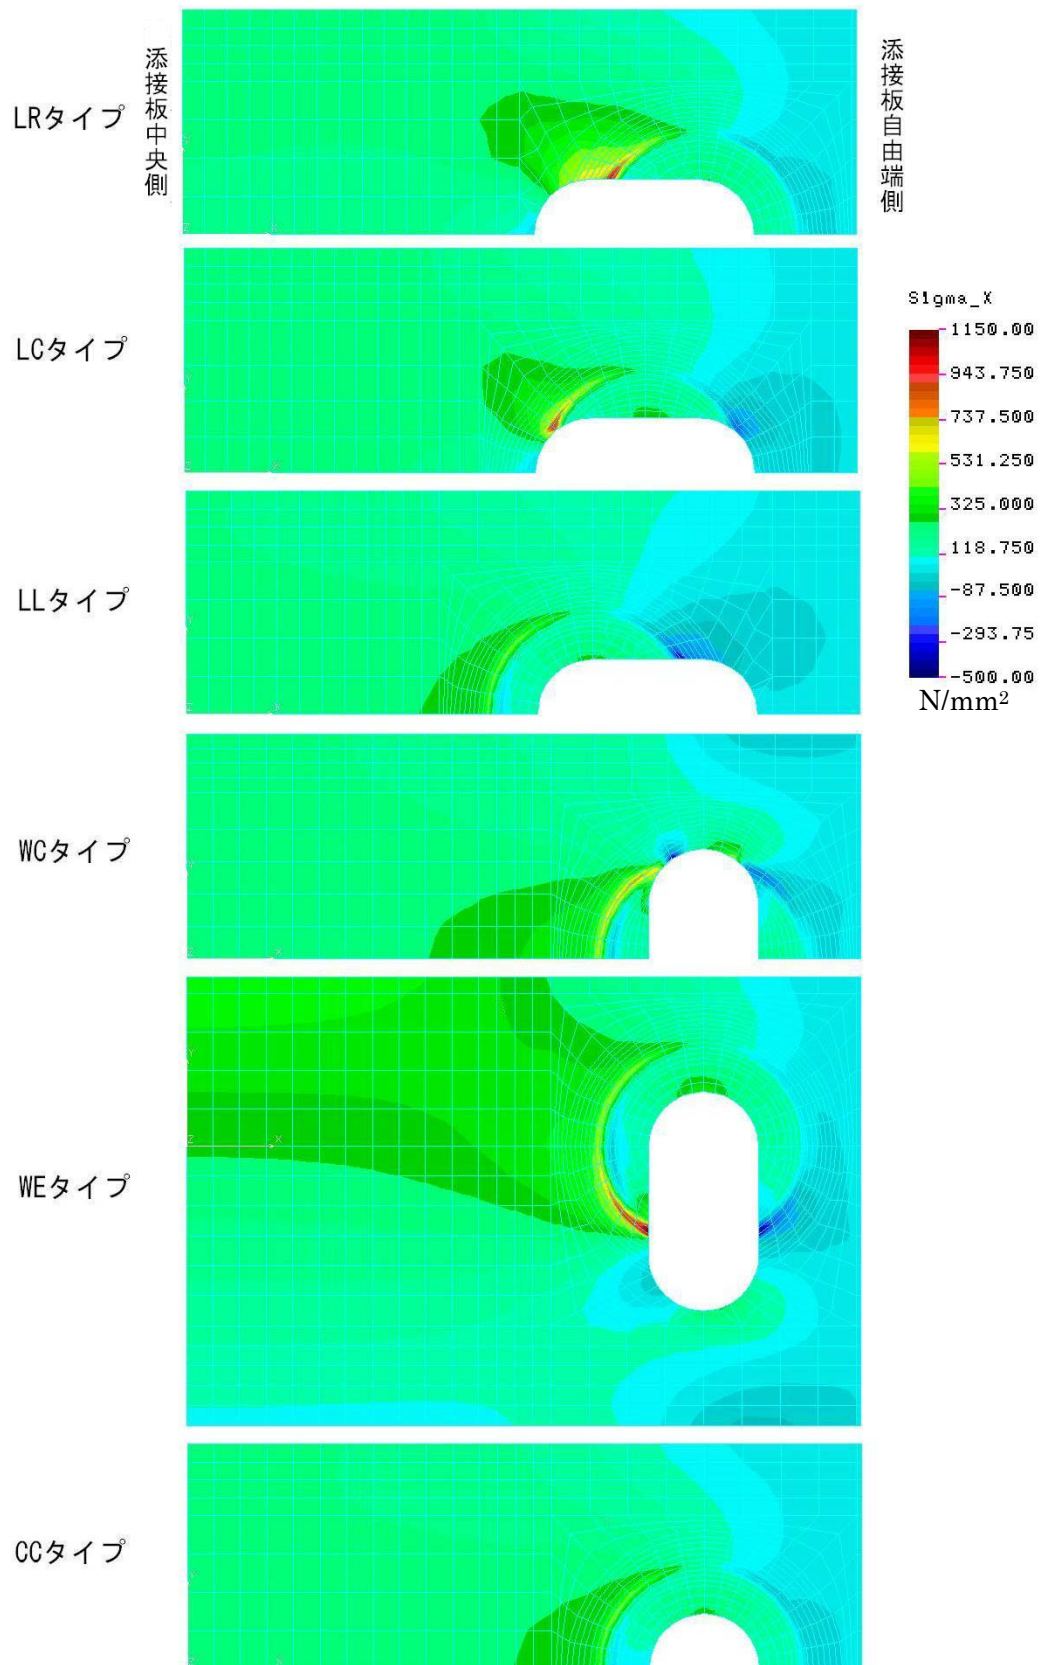 添接板中央側
添接板自由端側
LRタイプ
LCタイプ
Sigma_X
1150.00
943.750
737.500
531.250
325.000
118.750
-87.500
-293.75
-500.00
N/mm²
LLタイプ
WCタイプ
WEタイプ
CCタイプ